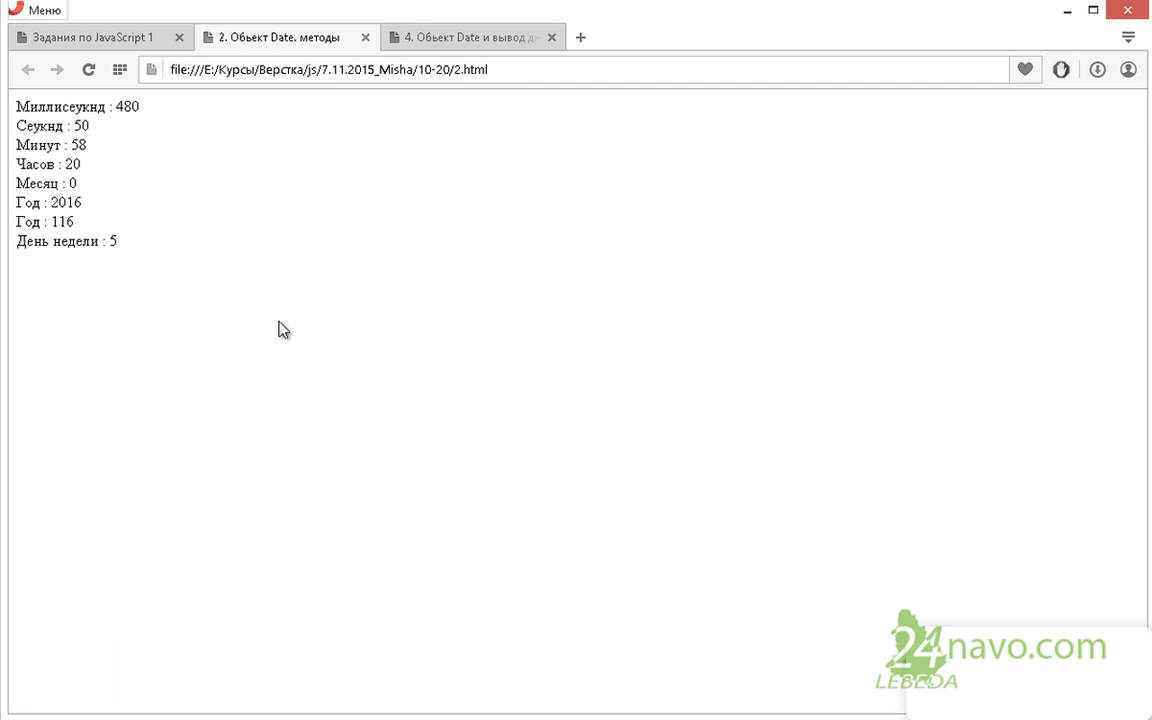 Меню
Задания по JavaScript 1
2. Обьект Date. методы
4. Обьект Date и вывод д
file:///E:/Курсы/Верстка/js/7.11.2015_Misha/10-20/2.html
Миллисеукнд : 480
Сеукнд : 50
Минут : 58
Часов : 20
Месяц : 0
Год : 2016
Год : 116
День недели : 5
24navo.com
LEBEDA